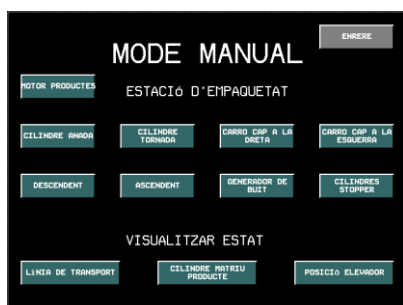 ENRERE
MODE MANUAL
MOTOR PRODUCTES
ESTACIÓ D'EMPAQUETAT
CILINDRE ANADA
CILINDRE
TORNADA
CARRO CAP A LA
DRETA
CARRO CAP A LA
ESQUERRA
DESCENDENT
ASCENDENT
GENERADOR DE
BUIT
CILINDRES
STOPPER
VISUALITZAR ESTAT
LÍNIA DE TRANSPORT
CILINDRE MATRIU
PRODUCTE
POSICIÓ ELEVADOR